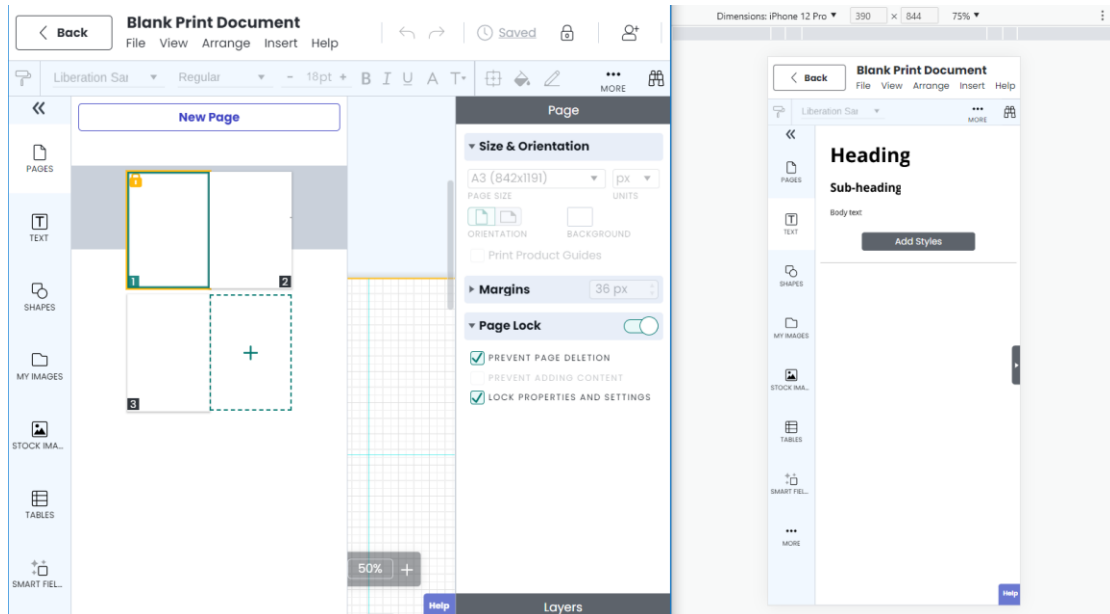 Back
Blank Print Document
File View Arrange Insert Help
Saved
Liberation Sar Regular - 18pt + B I U A T
MORE
New Page
PAGES
TEXT
SHAPES
MY IMAGES
STOCK IMA...
TABLES
SMART FIEL...
1
2
3
+
50% +
Help
Page
Size & Orientation
A3 (842x1191) px
PAGE SIZE UNITS
ORIENTATION BACKGROUND
Print Product Guides
Margins 36 px
Page Lock
PREVENT PAGE DELETION
PREVENT ADDING CONTENT
LOCK PROPERTIES AND SETTINGS
Layers
Dimensions: iPhone 12 Pro 390 × 844 75%
Back
Blank Print Document
File View Arrange Insert Help
Liberation Sar
MORE
PAGES
TEXT
SHAPES
MY IMAGES
STOCK IMA...
TABLES
SMART FIEL...
MORE
Heading
Sub-heading
Body text
Add Styles
Help